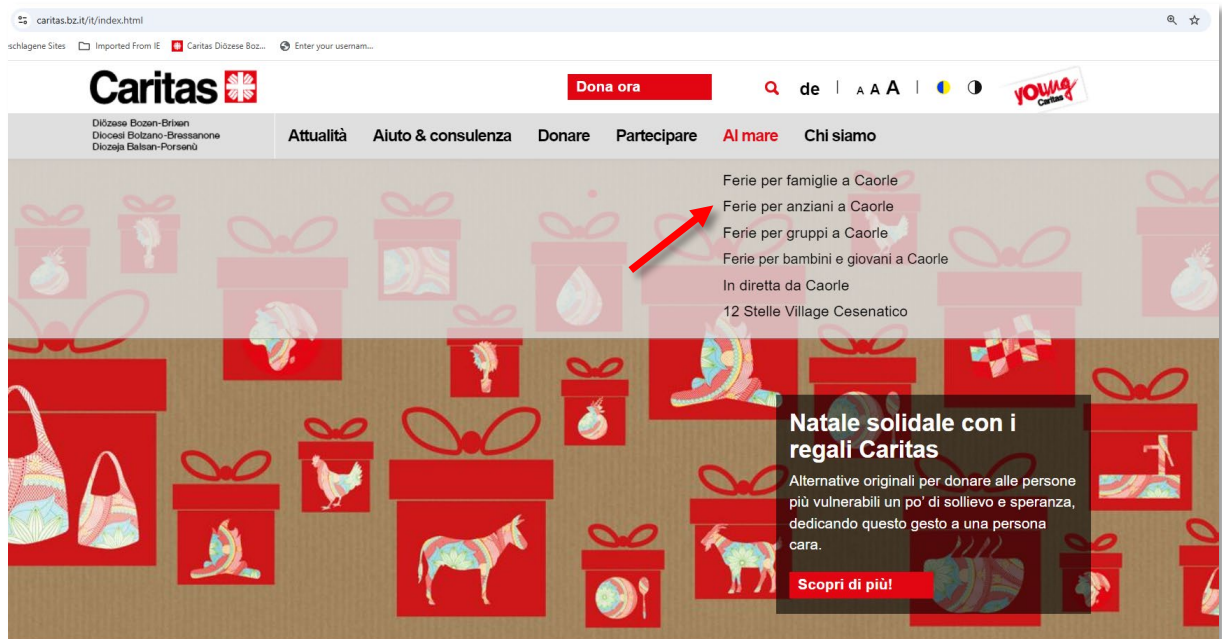 caritas.bz.it/it/index.html
eschlagene Sites Imported From IE Caritas Diözese Boz... Enter your usernam...
Caritas
Dona ora
de | A A A |
young
Caritas
Diözese Bozen-Brixen
Diocesi Bolzano-Bressanone
Diozeja Balsan-Porsenù
Attualità Aiuto & consulenza Donare Partecipare Al mare Chi siamo
Ferie per famiglie a Caorle
Ferie per anziani a Caorle
Ferie per gruppi a Caorle
Ferie per bambini e giovani a Caorle
In diretta da Caorle
12 Stelle Village Cesenatico
Natale solidale con i
regali Caritas
Alternative originali per donare alle persone
più vulnerabili un po' di sollievo e speranza,
dedicando questo gesto a una persona
cara.
Scopri di più!